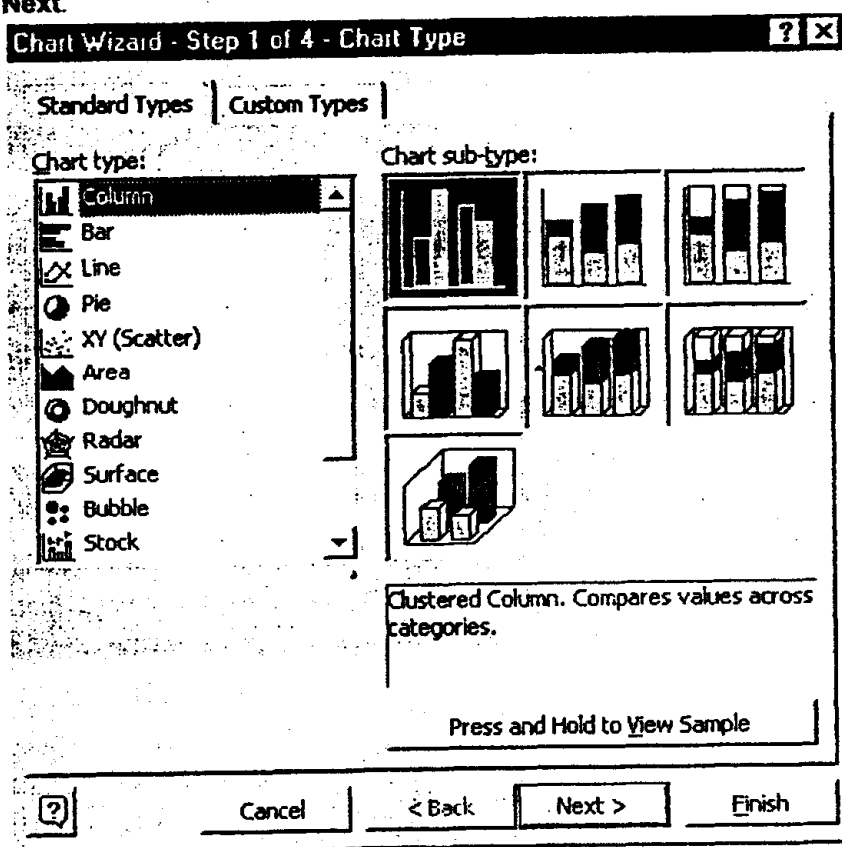 Next.
Chart Wizard - Step 1 of 4 - Chart Type ? X
Standard Types Custom Types
Chart type:
Column
Bar
Line
Pie
XY (Scatter)
Area
Doughnut
Radar
Surface
Bubble
Stock
Chart sub-type:
Clustered Column. Compares values across
categories.
Press and Hold to View Sample
? Cancel < Back Next > Finish